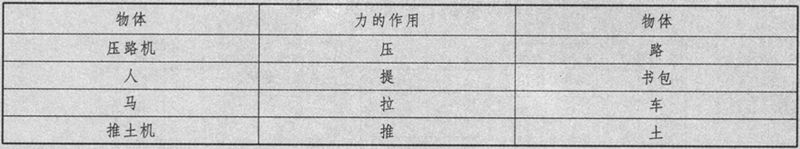 物体 力的作用 物体
压路机 压 路
人 提 书包
马 拉 车
推土机 推 土